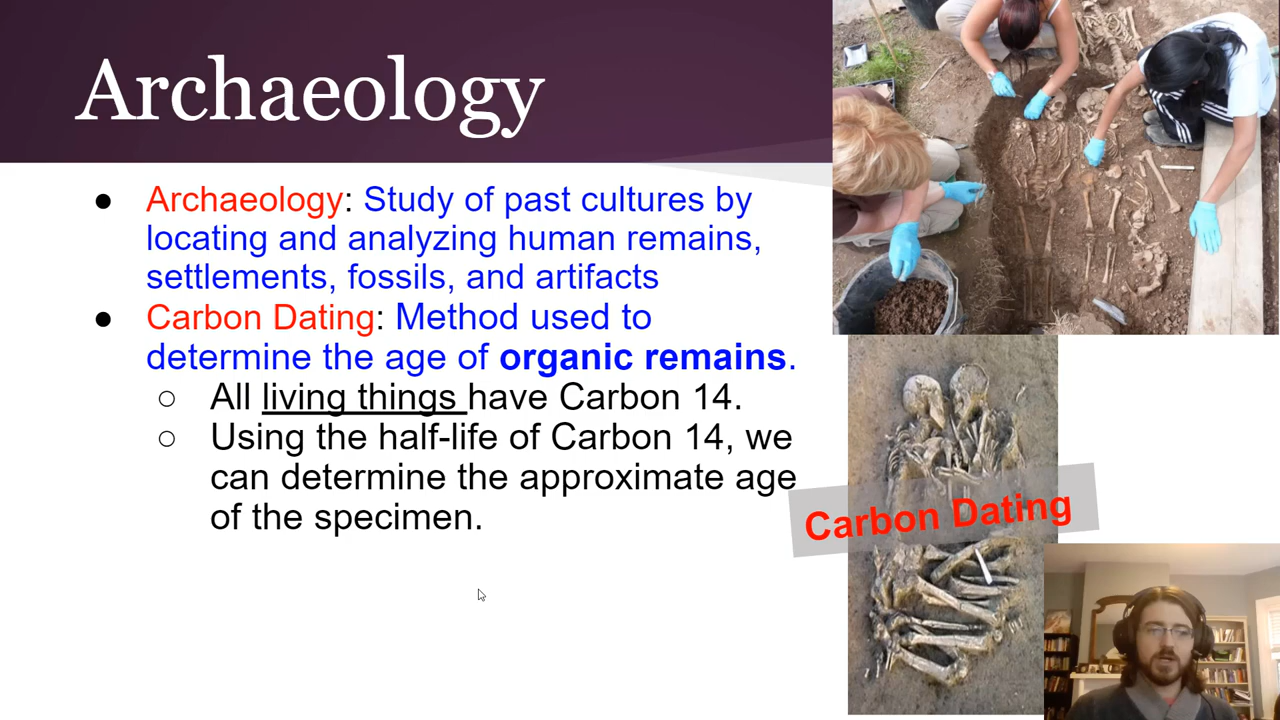 Archaeology
● Archaeology: Study of past cultures by
locating and analyzing human remains,
settlements, fossils, and artifacts
● Carbon Dating: Method used to
determine the age of organic remains.
○ All living things have Carbon 14.
○ Using the half-life of Carbon 14, we
can determine the approximate age
of the specimen.
Carbon Dating